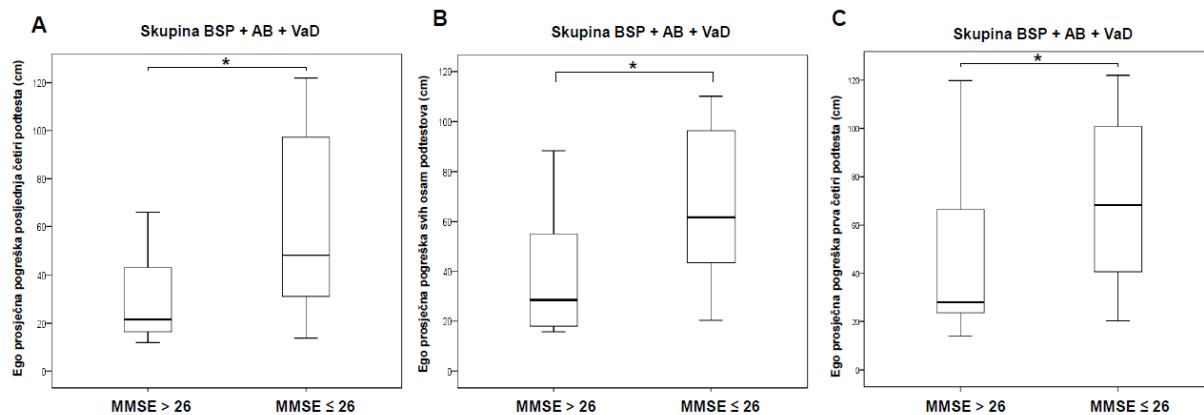 A
Skupina BSP + AB + VaD
*
Ego prosječna pogreška posljednja četiri podtesta (cm)
120
100
80
60
40
20
0
MMSE > 26
MMSE ≤ 26
B
Skupina BSP + AB + VaD
*
Ego prosječna pogreška svih osam podtestova (cm)
120
100
80
60
40
20
0
MMSE > 26
MMSE ≤ 26
C
Skupina BSP + AB + VaD
*
Ego prosječna pogreška prva četiri podtesta (cm)
120
100
80
60
40
20
0
MMSE > 26
MMSE ≤ 26